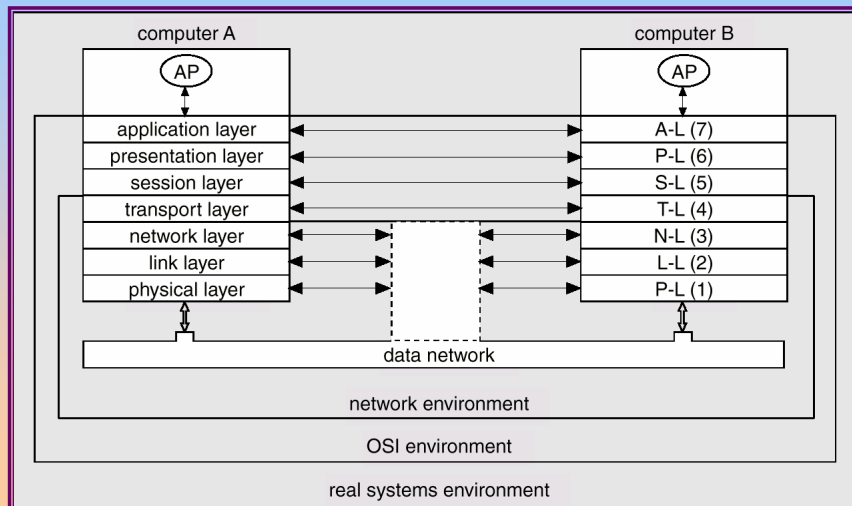 computer A
computer B
AP
AP
application layer
A-L (7)
presentation layer
P-L (6)
session layer
S-L (5)
transport layer
T-L (4)
network layer
N-L (3)
link layer
L-L (2)
physical layer
P-L (1)
data network
network environment
OSI environment
real systems environment